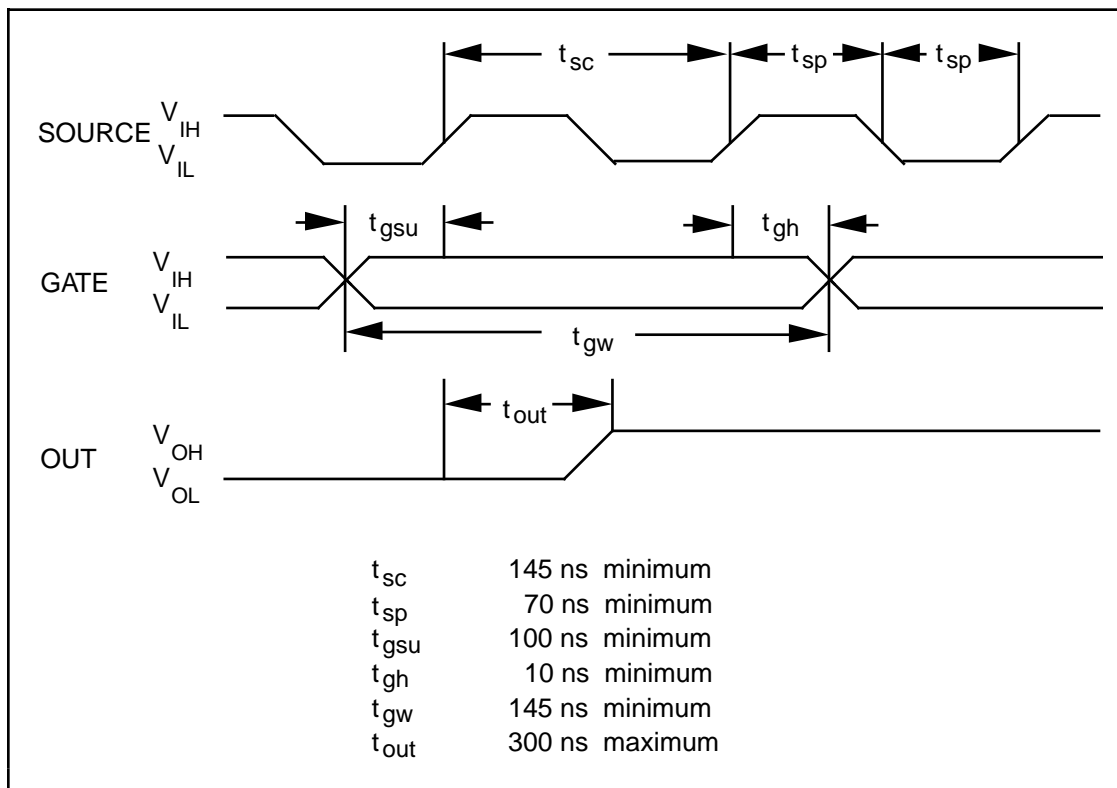 t sc
t sp
t sp
SOURCE
V IH
V IL
t gsu
t gh
GATE
V IH
V IL
t gw
t out
OUT
V OH
V OL
t sc 145 ns minimum
t sp 70 ns minimum
t gsu 100 ns minimum
t gh 10 ns minimum
t gw 145 ns minimum
t out 300 ns maximum